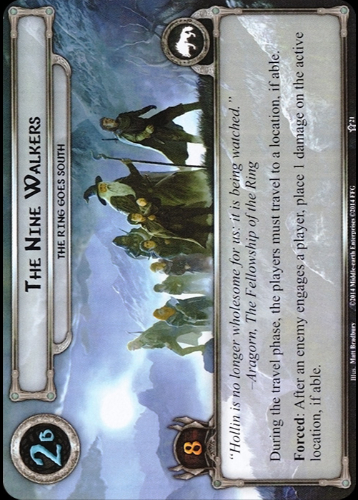 2B
THE NINE WALKERS
THE RING GOES SOUTH
8
“Hollin is no longer wholesome for us: it is being watched.”
–Aragorn, The Fellowship of the Ring
During the travel phase, the players must travel to a location, if able.
Forced: After an enemy engages a player, place 1 damage on the active
location, if able.
Illus. Matt Bradbury ©2014 Middle-earth Enterprises ©2014 FFG 21